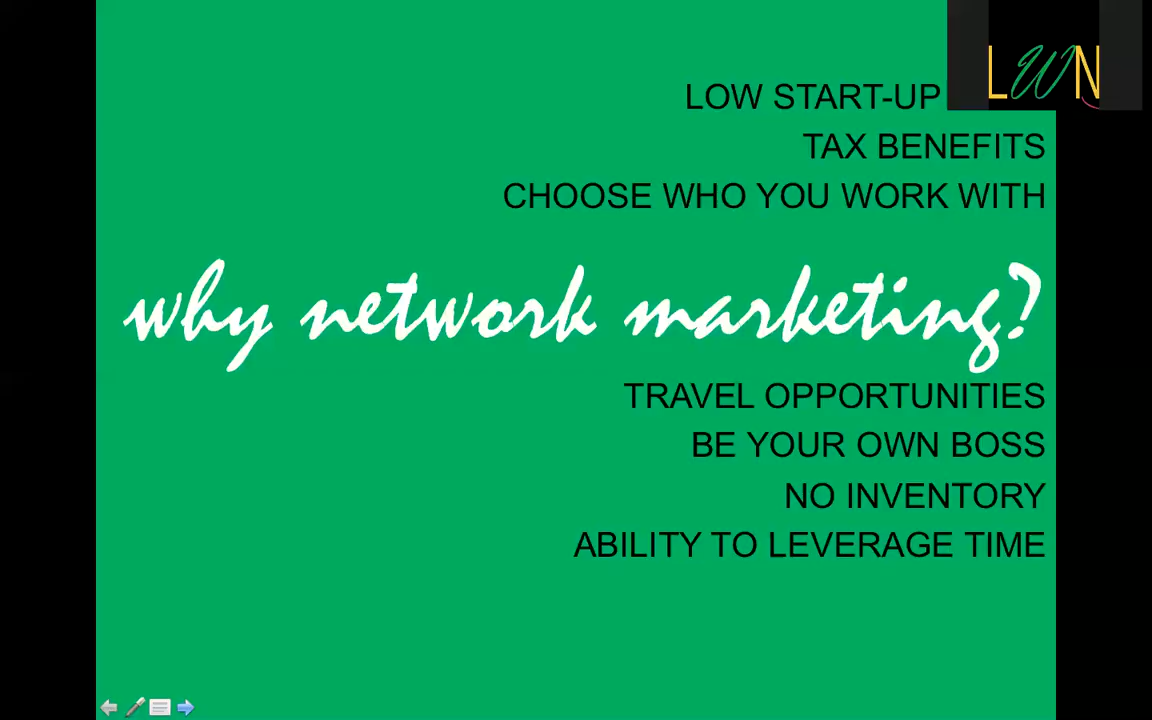 LWN
LOW START-UP
TAX BENEFITS
CHOOSE WHO YOU WORK WITH
why network marketing?
TRAVEL OPPORTUNITIES
BE YOUR OWN BOSS
NO INVENTORY
ABILITY TO LEVERAGE TIME